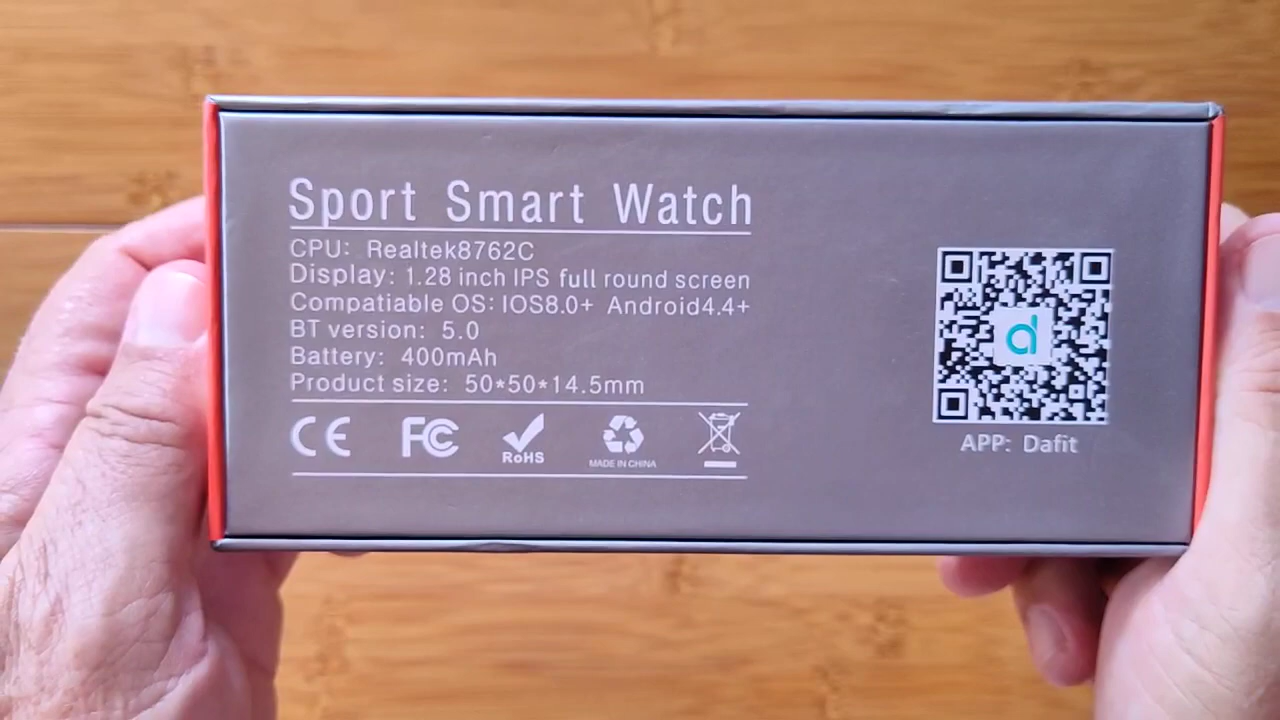 Sport Smart Watch
CPU: Realtek8762C
Display: 1.28 inch IPS full round screen
Compatiable OS: IOS8.0+ Android4.4+
BT version: 5.0
Battery: 400mAh
Product size: 50*50*14.5mm
CE FC RoHS
MADE IN CHINA
d
APP: Dafit